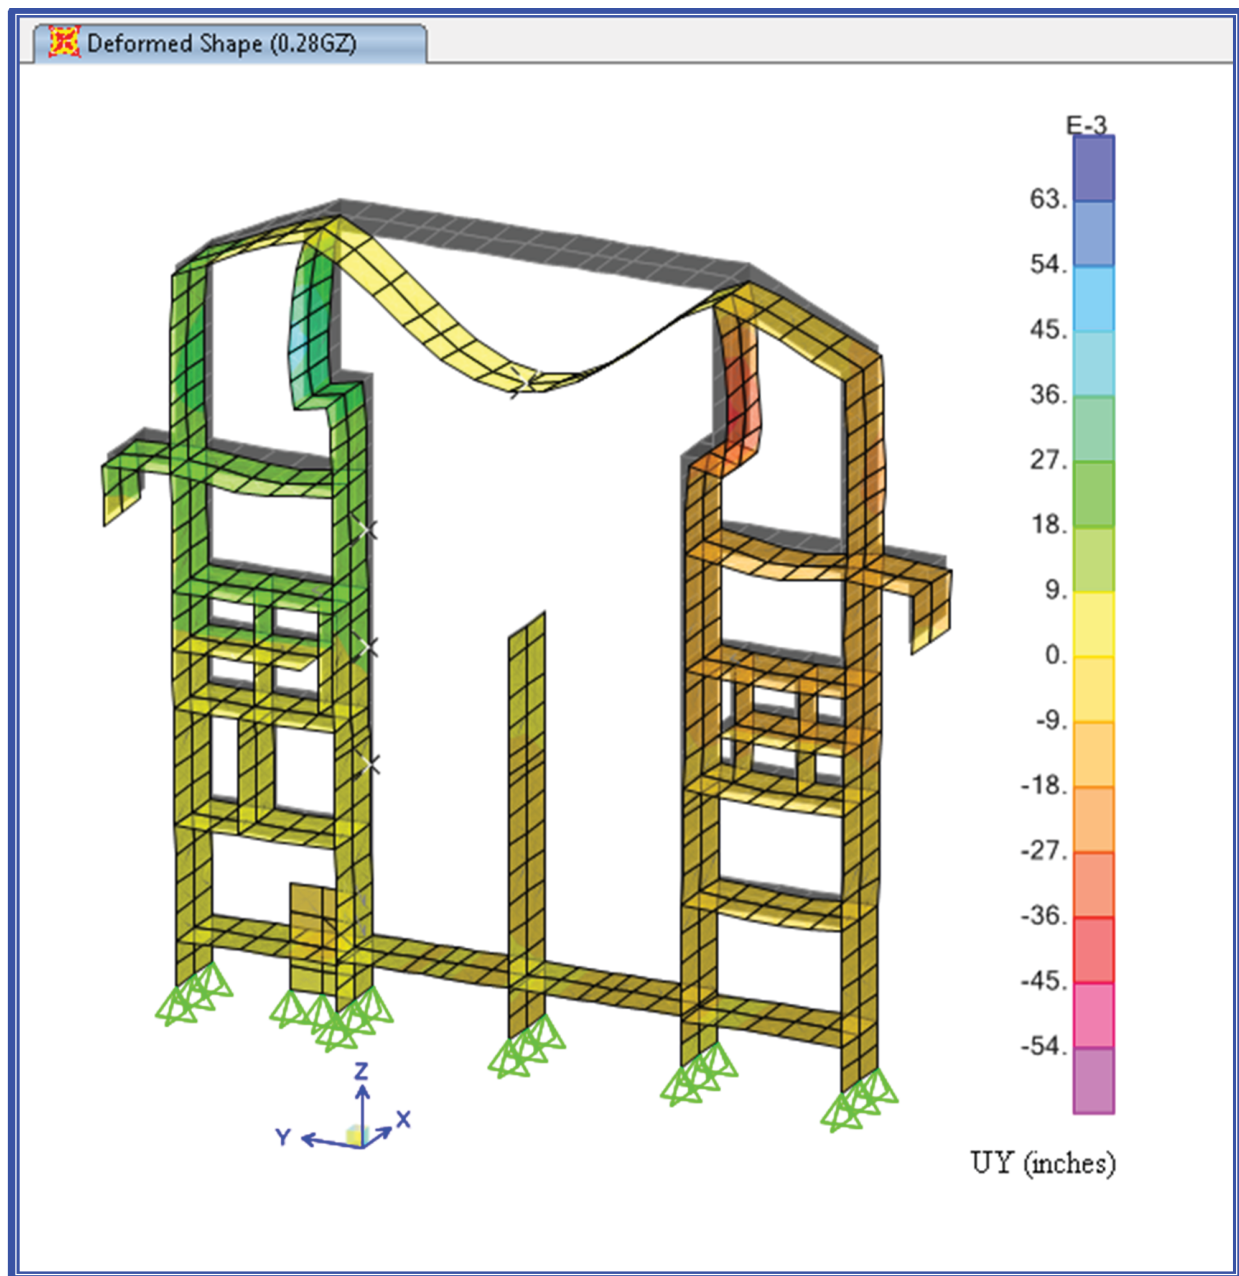 Deformed Shape (0.28GZ)
E-3
63.
54.
45.
36.
27.
18.
9.
0.
-9.
-18.
-27.
-36.
-45.
-54.
Z
X
Y
UY (inches)